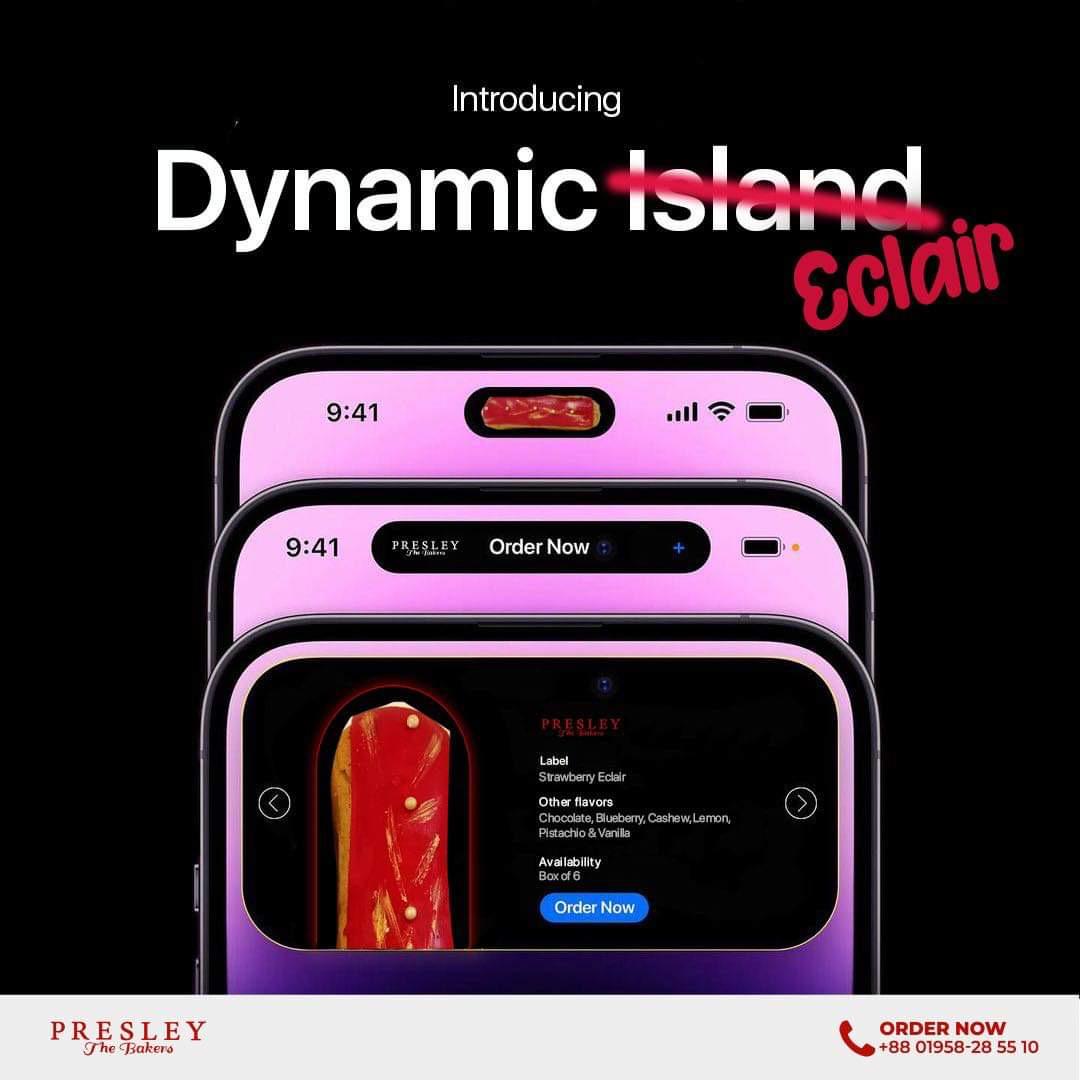 Introducing
Dynamic Island
Eclair
9:41
9:41
PRESLEY
The Bakers
Order Now
+
PRESLEY
The Bakers
Label
Strawberry Eclair
Other flavors
Chocolate, Blueberry, Cashew, Lemon,
Pistachio & Vanilla
Availability
Box of 6
Order Now
PRESLEY
The Bakers
ORDER NOW
+88 01958-28 55 10